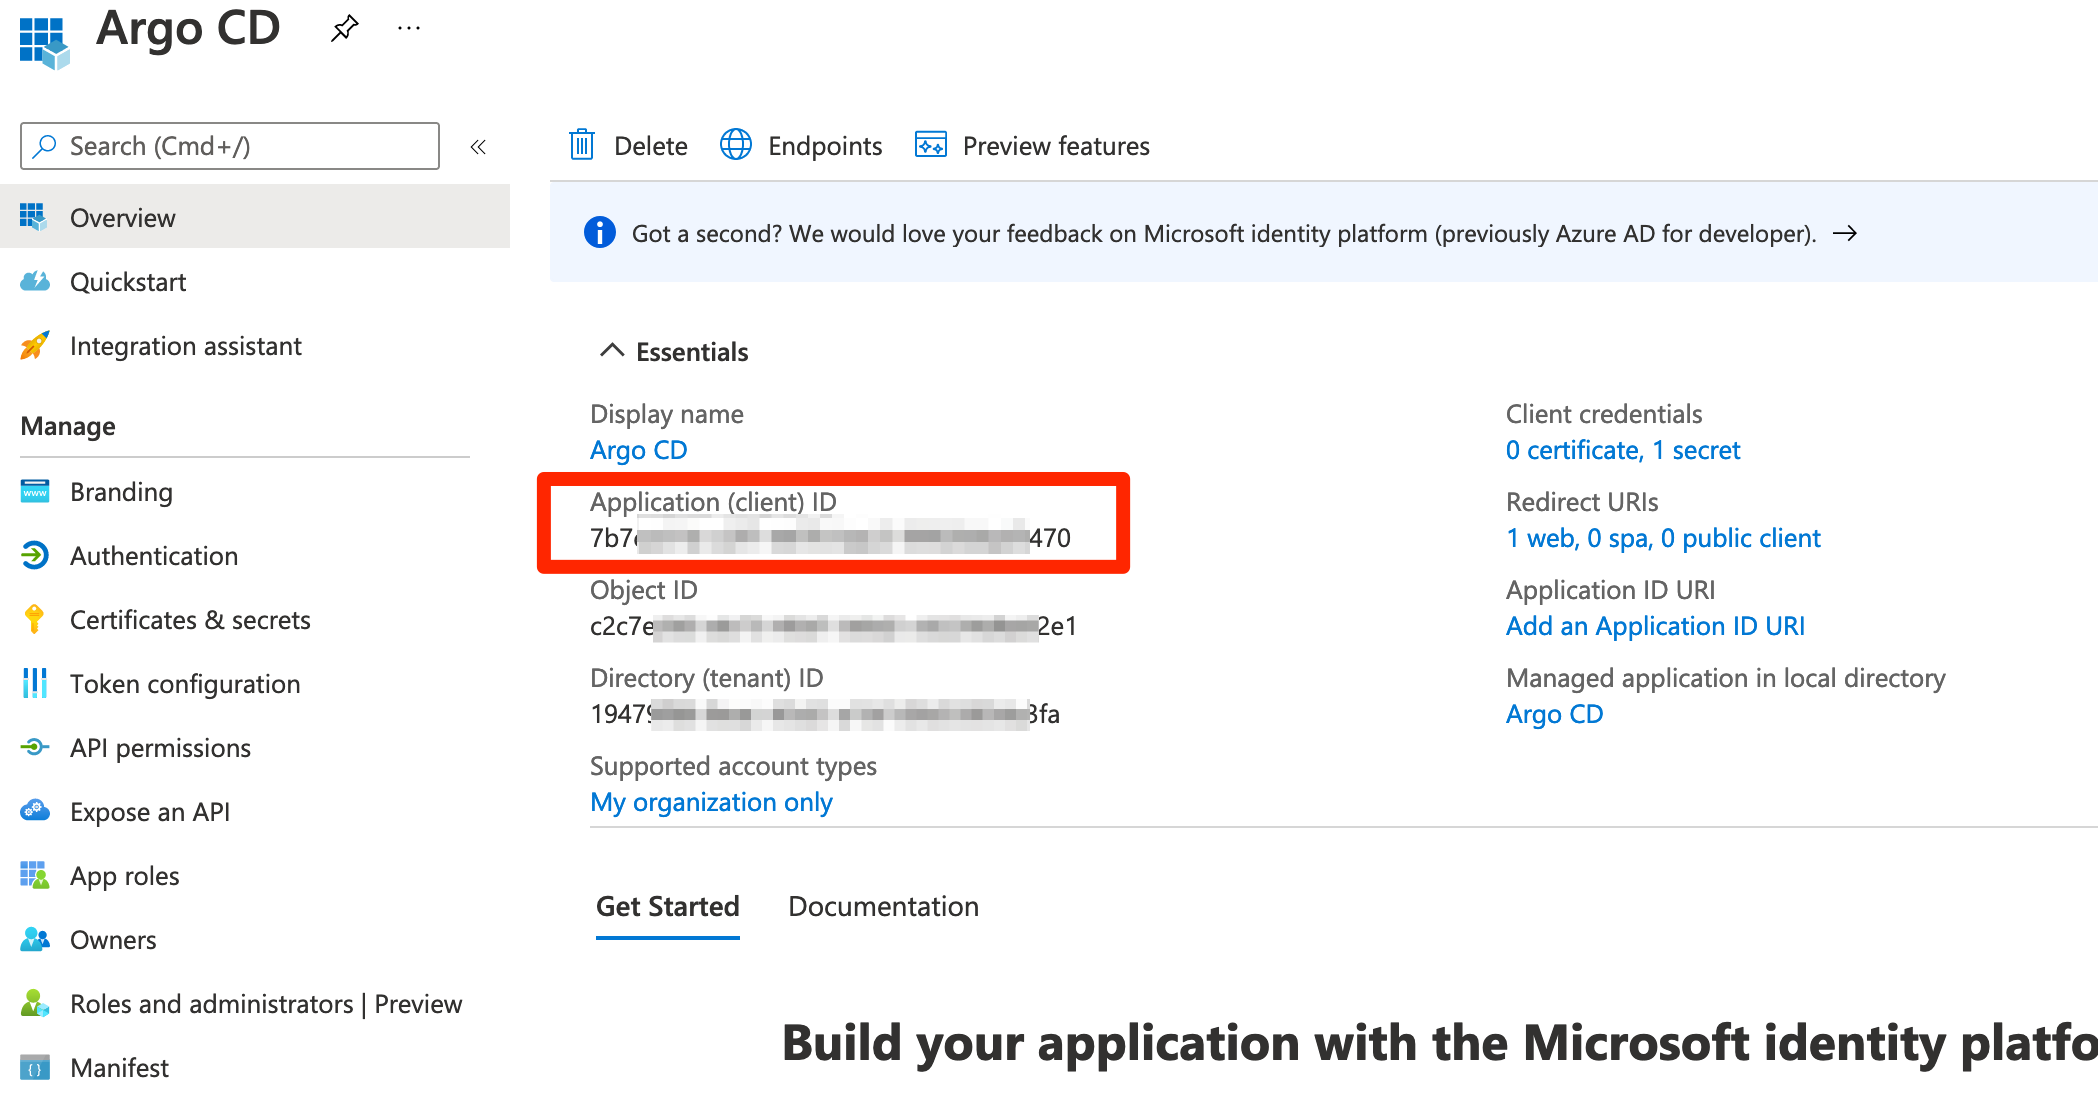 Argo CD
Search (Cmd+/)
Overview
Quickstart
Integration assistant
Manage
Branding
Authentication
Certificates & secrets
Token configuration
API permissions
Expose an API
App roles
Owners
Roles and administrators | Preview
Manifest
Delete
Endpoints
Preview features
Got a second? We would love your feedback on Microsoft identity platform (previously Azure AD for developer).
Essentials
Display name
Argo CD
Application (client) ID
7b7 470
Object ID
c2c7e 2e1
Directory (tenant) ID
1947 3fa
Supported account types
My organization only
Client credentials
0 certificate, 1 secret
Redirect URIs
1 web, 0 spa, 0 public client
Application ID URI
Add an Application ID URI
Managed application in local directory
Argo CD
Get Started
Documentation
Build your application with the Microsoft identity platfo